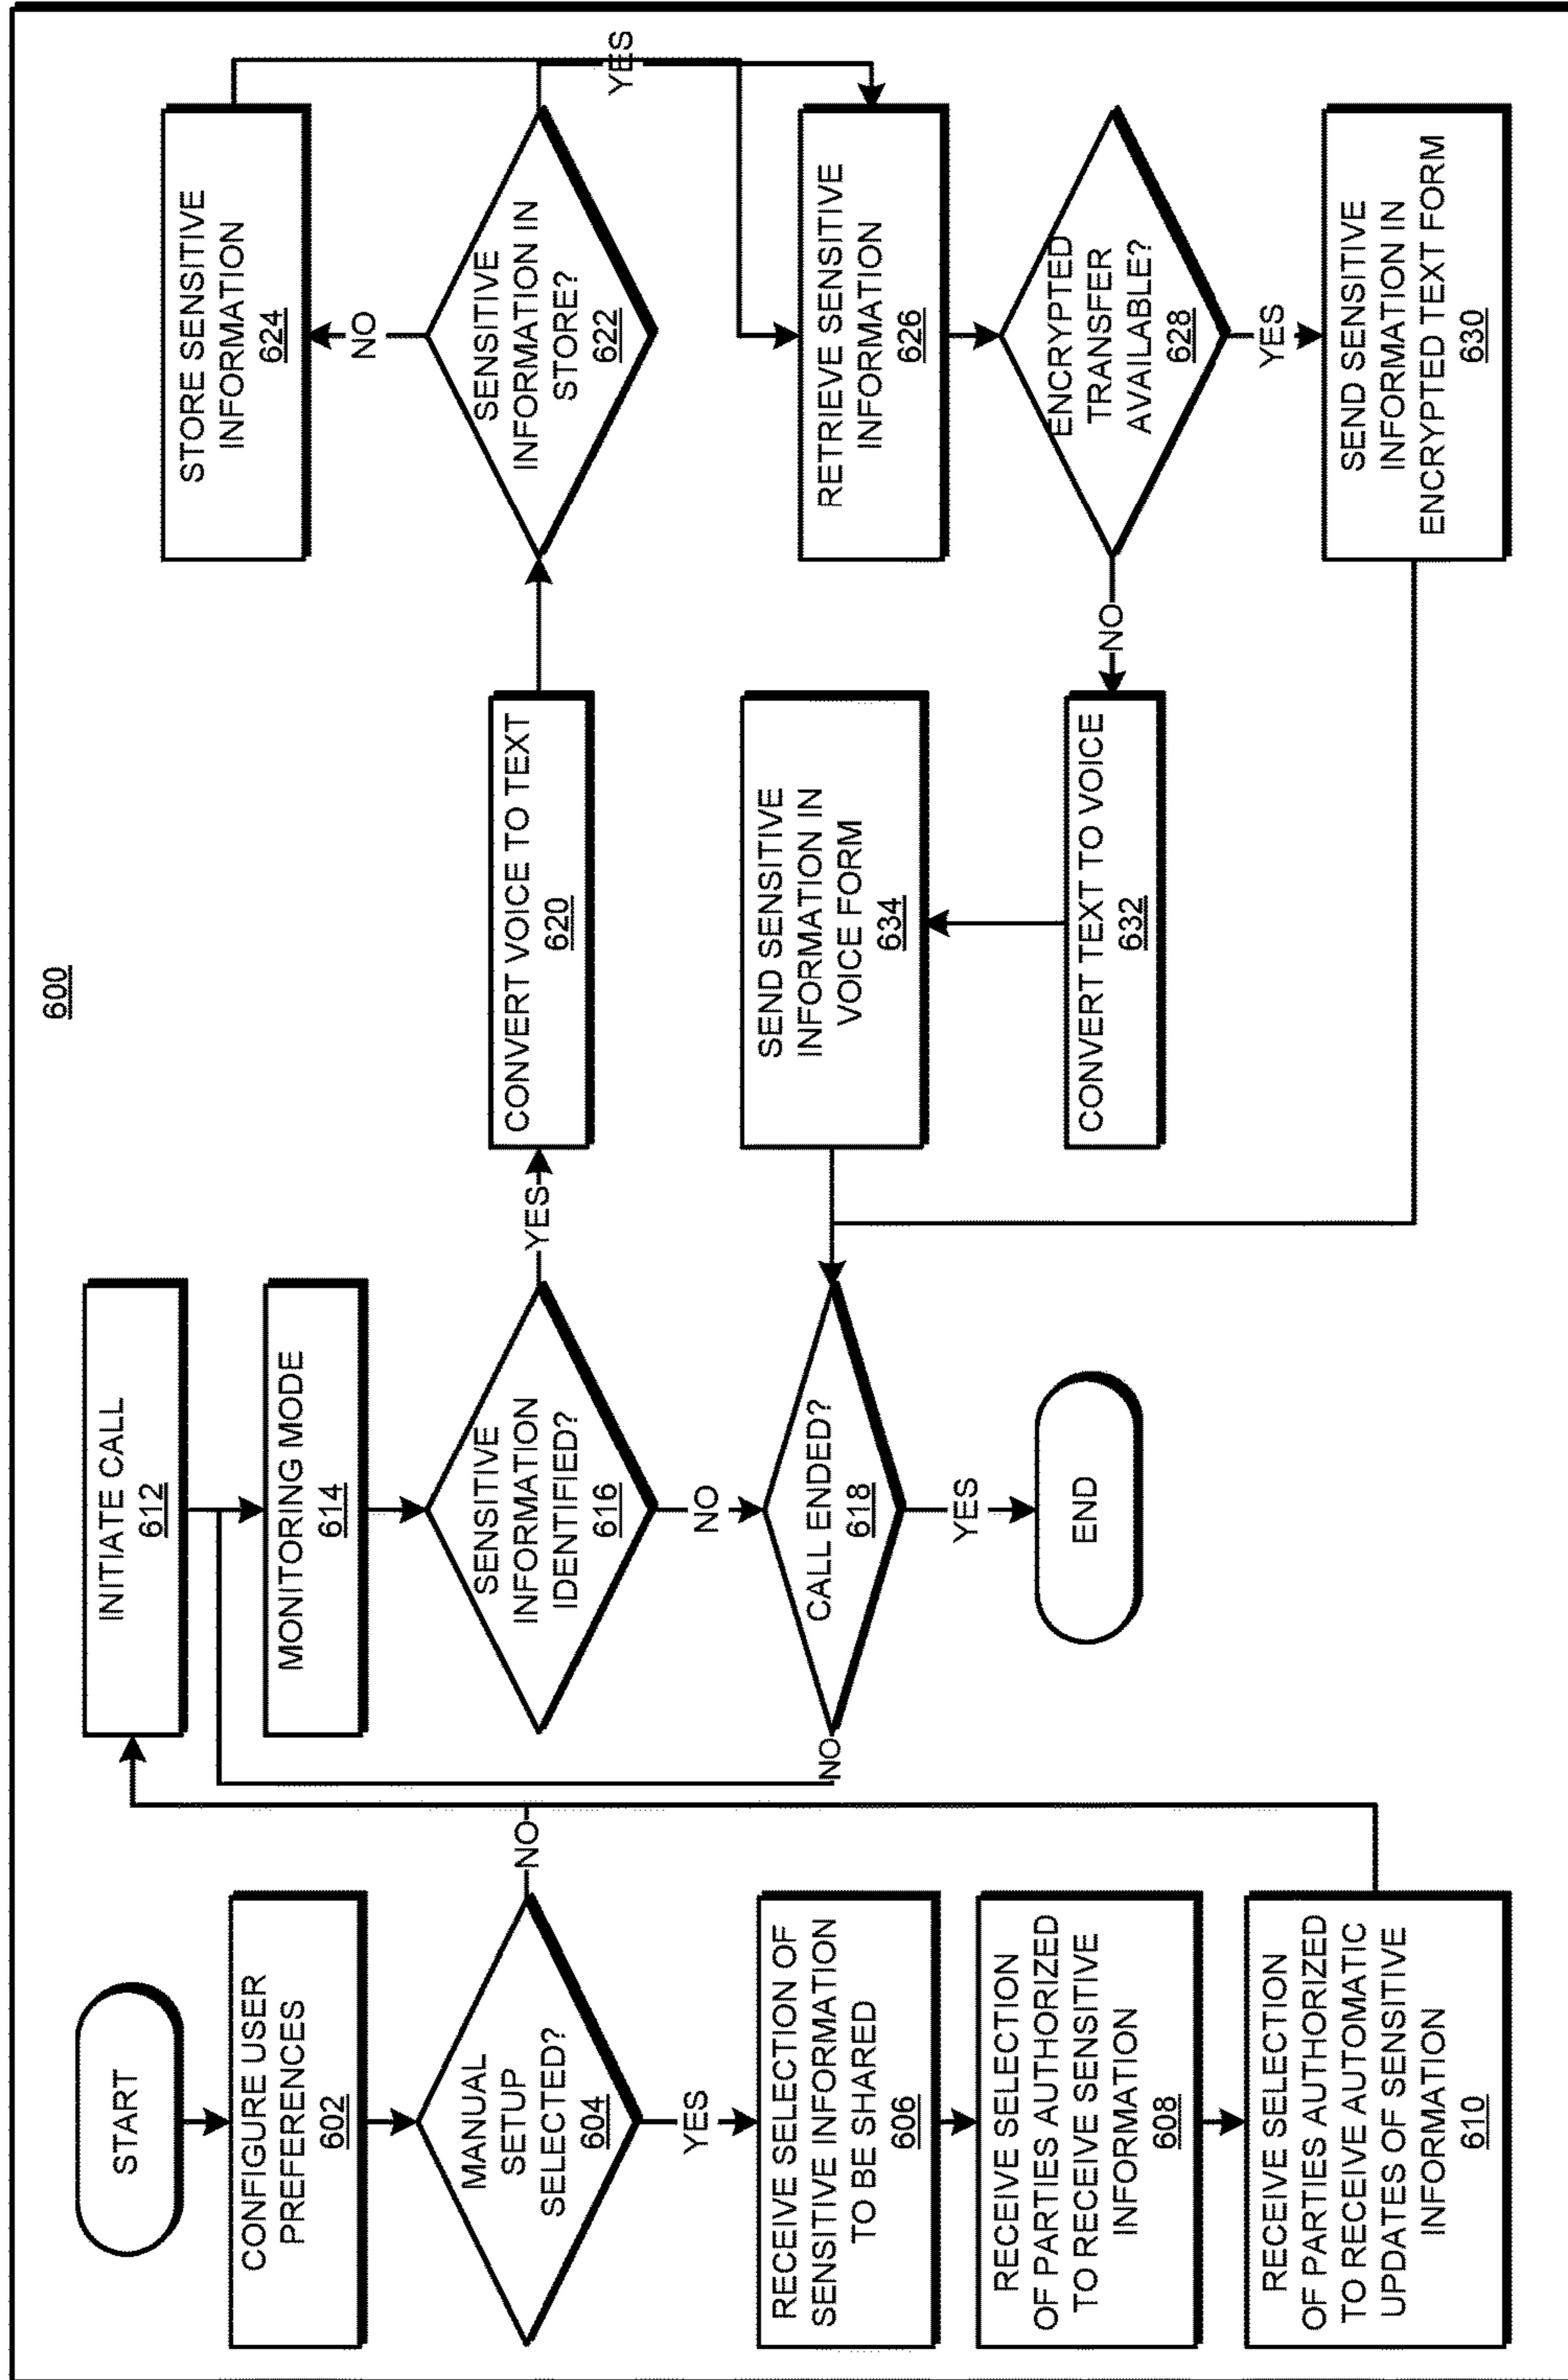 600
START
CONFIGURE USER
PREFERENCES
602
MANUAL
SETUP
SELECTED?
604
NO
YES
RECEIVE SELECTION OF
SENSITIVE INFORMATION
TO BE SHARED
606
RECEIVE SELECTION
OF PARTIES AUTHORIZED
TO RECEIVE SENSITIVE
INFORMATION
608
RECEIVE SELECTION
OF PARTIES AUTHORIZED
TO RECEIVE AUTOMATIC
UPDATES OF SENSITIVE
INFORMATION
610
INITIATE CALL
612
MONITORING MODE
614
SENSITIVE
INFORMATION
IDENTIFIED?
616
YES
NO
CALL ENDED?
618
NO
YES
END
CONVERT VOICE TO TEXT
620
SEND SENSITIVE
INFORMATION IN
VOICE FORM
634
CONVERT TEXT TO VOICE
632
STORE SENSITIVE
INFORMATION
624
NO
SENSITIVE
INFORMATION IN
STORE?
622
YES
RETRIEVE SENSITIVE
INFORMATION
626
ENCRYPTED
TRANSFER
AVAILABLE?
628
NO
YES
SEND SENSITIVE
INFORMATION IN
ENCRYPTED TEXT FORM
630